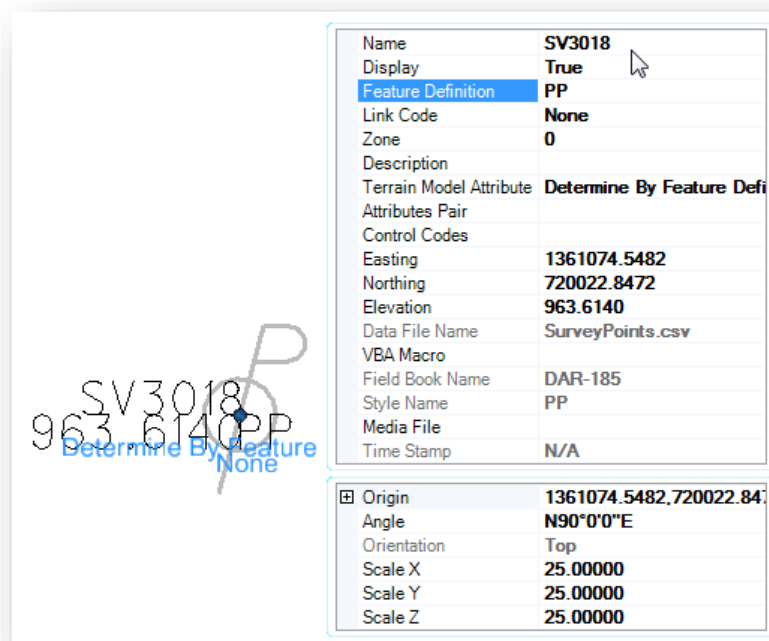 Name SV3018
Display True
Feature Definition PP
Link Code None
Zone 0
Description
Terrain Model Attribute Determine By Feature Defi
Attributes Pair
Control Codes
Easting 1361074.5482
Northing 720022.8472
Elevation 963.6140
Data File Name SurveyPoints.csv
VBA Macro
Field Book Name DAR-185
Style Name PP
Media File
Time Stamp N/A
Origin 1361074.5482,720022.847
Angle N90°0'0"E
Orientation Top
Scale X 25.00000
Scale Y 25.00000
Scale Z 25.00000
P
SV3018
963.6140PP
Determine By Feature
None